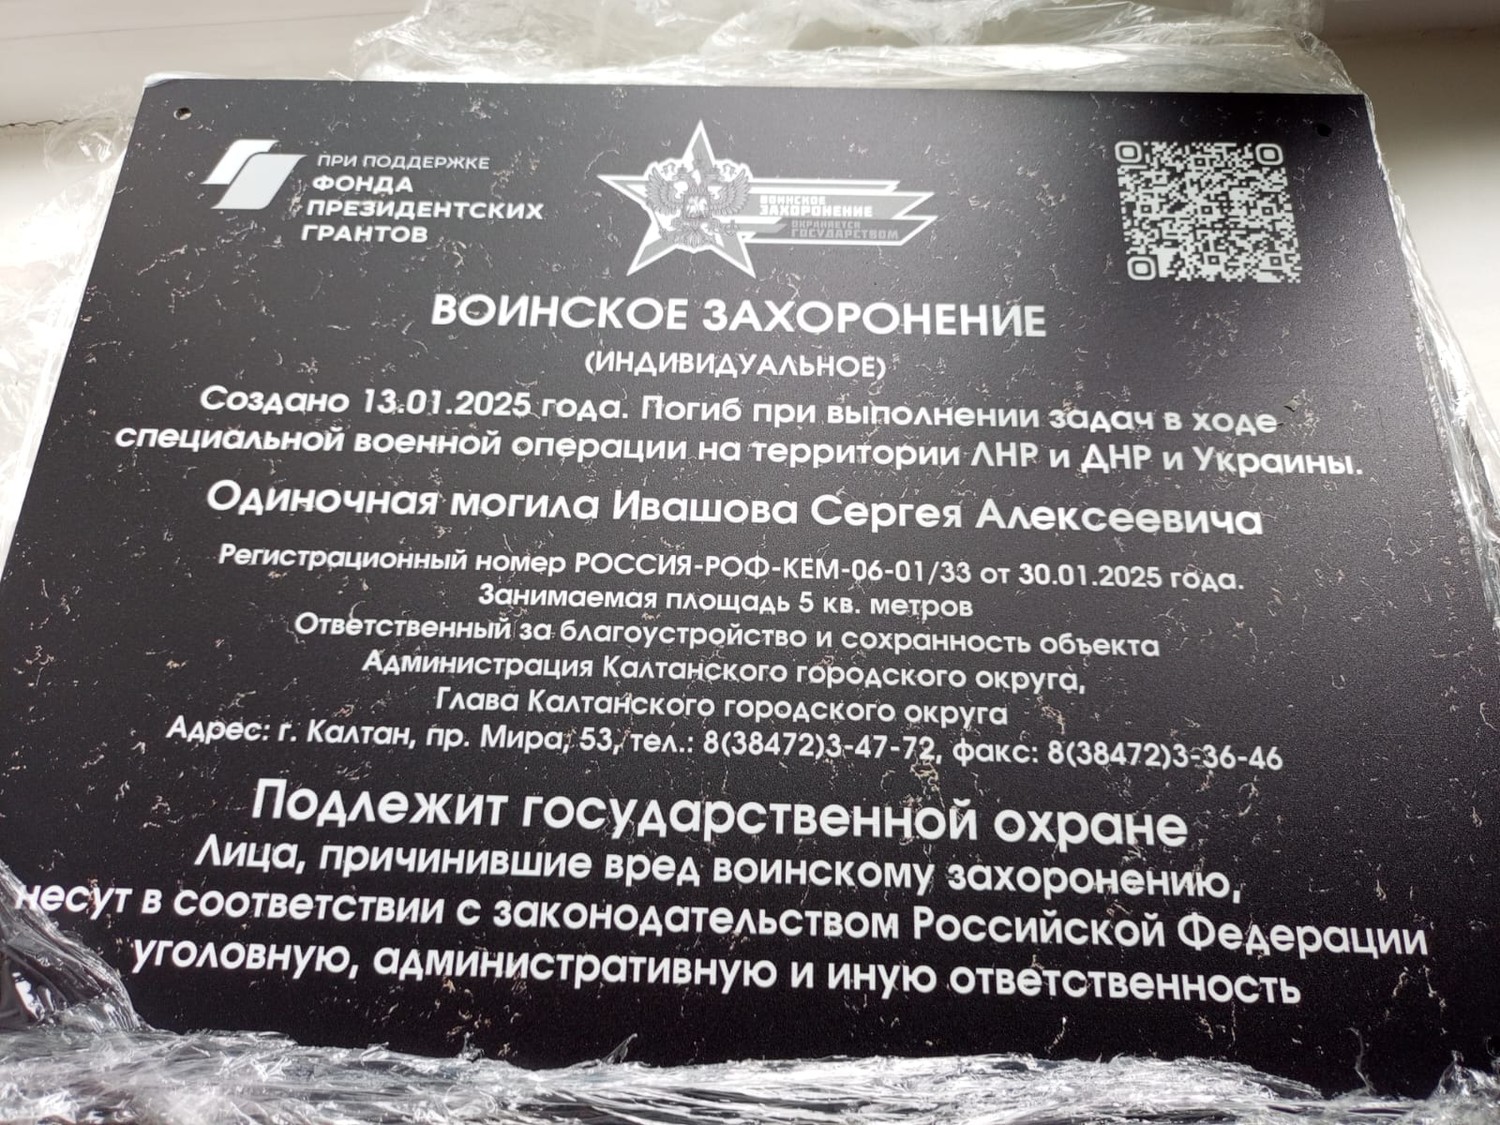 ПРИ ПОДДЕРЖКЕ
ФОНДА
ПРЕЗИДЕНТСКИХ
ГРАНТОВ
ВОИНСКОЕ
ЗАХОРОНЕНИЕ
ОХРАНЯЕТСЯ
ГОСУДАРСТВОМ
ВОИНСКОЕ ЗАХОРОНЕНИЕ
(ИНДИВИДУАЛЬНОЕ)
Создано 13.01.2025 года. Погиб при выполнении задач в ходе
специальной военной операции на территории ЛНР и ДНР и Украины.
Одиночная могила Ивашова Сергея Алексеевича
Регистрационный номер РОССИЯ-РОФ-КЕМ-06-01/33 от 30.01.2025 года.
Занимаемая площадь 5 кв. метров
Ответственный за благоустройство и сохранность объекта
Администрация Калтанского городского округа,
Глава Калтанского городского округа
Адрес: г. Калтан, пр. Мира, 53, тел.: 8(38472)3-47-72, факс: 8(38472)3-36-46
Подлежит государственной охране
Лица, причинившие вред воинскому захоронению,
несут в соответствии с законодательством Российской Федерации
уголовную, административную и иную ответственность